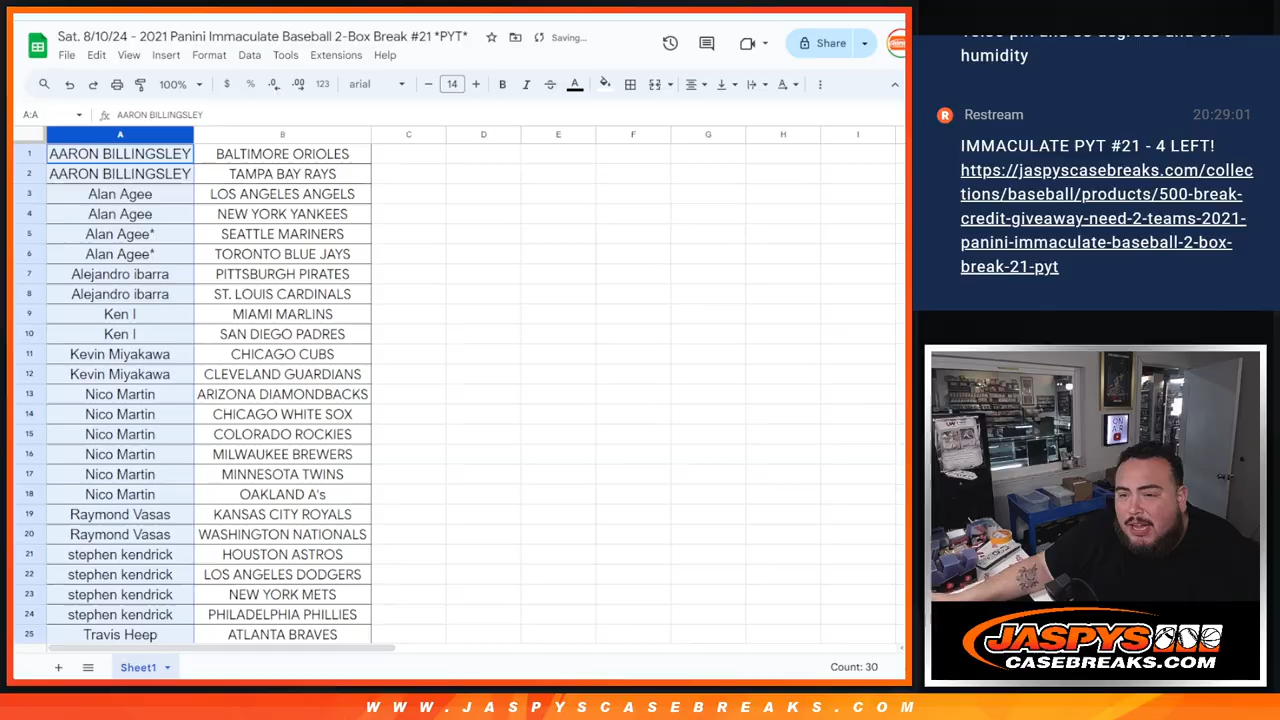 Sat. 8/10/24 - 2021 Panini Immaculate Baseball 2-Box Break #21 *PYT*
Saving...
Share
File Edit View Insert Format Data Tools Extensions Help
100% $ % .0 .00 123 arial 14 B I S A
A:A fx AARON BILLINGSLEY
A B C D E F G H I
1 AARON BILLINGSLEY BALTIMORE ORIOLES
2 AARON BILLINGSLEY TAMPA BAY RAYS
3 Alan Agee LOS ANGELES ANGELS
4 Alan Agee NEW YORK YANKEES
5 Alan Agee* SEATTLE MARINERS
6 Alan Agee* TORONTO BLUE JAYS
7 Alejandro ibarra PITTSBURGH PIRATES
8 Alejandro ibarra ST. LOUIS CARDINALS
9 Ken I MIAMI MARLINS
10 Ken I SAN DIEGO PADRES
11 Kevin Miyakawa CHICAGO CUBS
12 Kevin Miyakawa CLEVELAND GUARDIANS
13 Nico Martin ARIZONA DIAMONDBACKS
14 Nico Martin CHICAGO WHITE SOX
15 Nico Martin COLORADO ROCKIES
16 Nico Martin MILWAUKEE BREWERS
17 Nico Martin MINNESOTA TWINS
18 Nico Martin OAKLAND A's
19 Raymond Vasas KANSAS CITY ROYALS
20 Raymond Vasas WASHINGTON NATIONALS
21 stephen kendrick HOUSTON ASTROS
22 stephen kendrick LOS ANGELES DODGERS
23 stephen kendrick NEW YORK METS
24 stephen kendrick PHILADELPHIA PHILLIES
25 Travis Heep ATLANTA BRAVES
Sheet1
Count: 30
humidity
Restream 20:29:01
IMMACULATE PYT #21 - 4 LEFT!
https://jaspyscasebreaks.com/collec
tions/baseball/products/500-break-
credit-giveaway-need-2-teams-2021-
panini-immaculate-baseball-2-box-
break-21-pyt
ON
AIR
JASPYS
CASEBREAKS.COM
WWW.JASPYSCASEBREAKS.COM